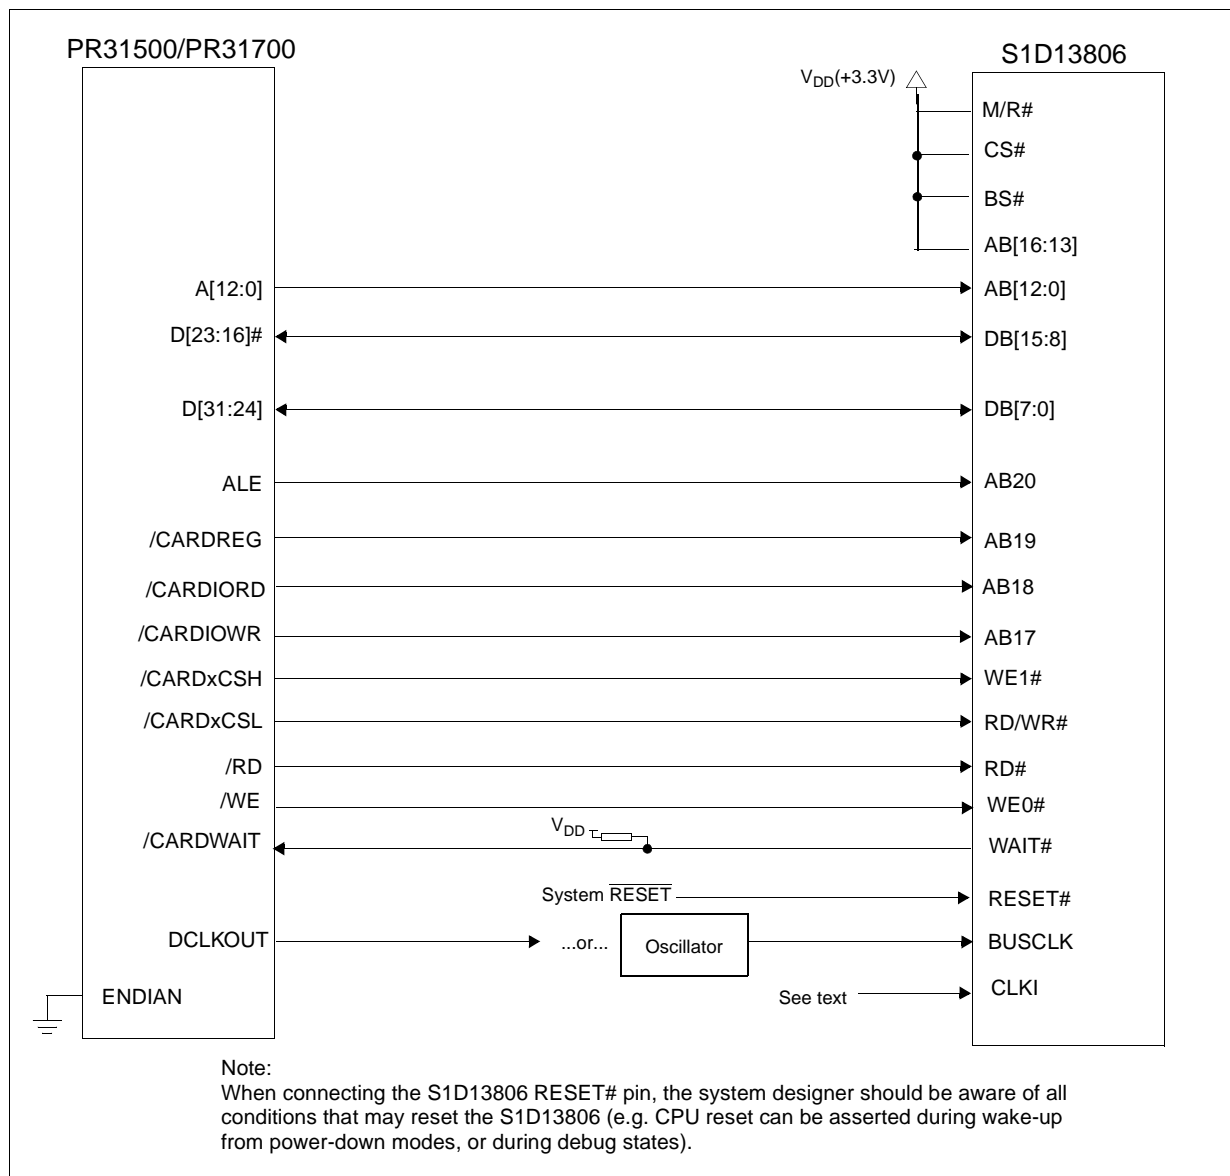 PR31500/PR31700
S1D13806
VDD(+3.3V)
M/R#
CS#
BS#
AB[16:13]
A[12:0]
AB[12:0]
D[23:16]#
DB[15:8]
D[31:24]
DB[7:0]
ALE
AB20
/CARDREG
AB19
/CARDIORD
AB18
/CARDIOWR
AB17
/CARDxCSH
WE1#
/CARDxCSL
RD/WR#
/RD
RD#
/WE
WE0#
/CARDWAIT
VDD
WAIT#
System RESET
RESET#
DCLKOUT
...or...
Oscillator
BUSCLK
ENDIAN
See text
CLKI
Note:
When connecting the S1D13806 RESET# pin, the system designer should be aware of all
conditions that may reset the S1D13806 (e.g. CPU reset can be asserted during wake-up
from power-down modes, or during debug states).